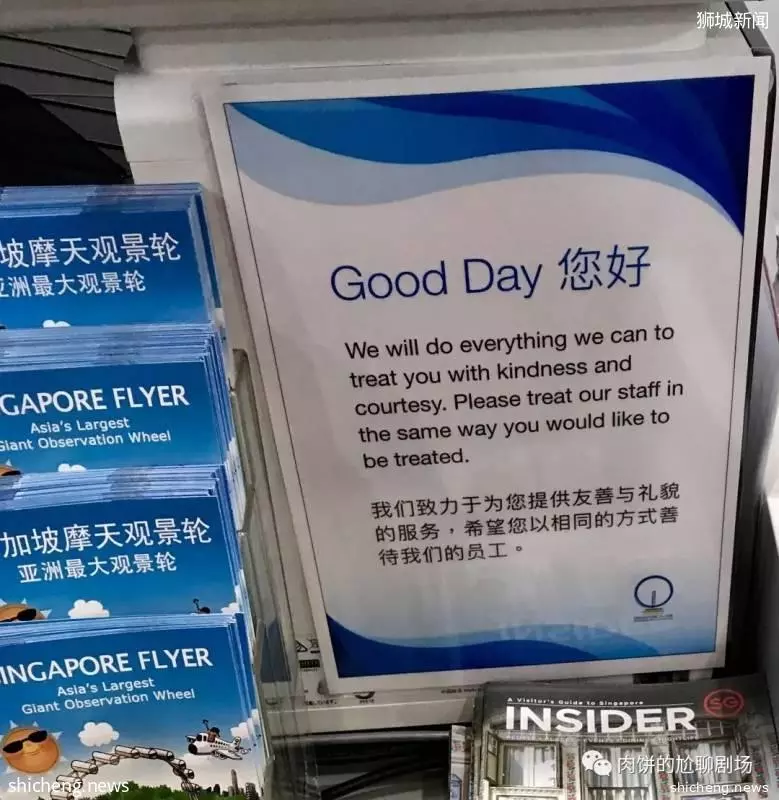 狮城新闻
坡摩天观景轮
亚洲最大观景轮
GAPORE FLYER
Asia's Largest
Giant Observation Wheel
加坡摩天观景轮
亚洲最大观景轮
INGAPORE FLYER
Asia's Largest
Giant Observation Wheel
Good Day 您好
We will do everything we can to
treat you with kindness and
courtesy. Please treat our staff in
the same way you would like to
be treated.
我们致力于为您提供友善与礼貌
的服务，希望您以相同的方式善
待我们的员工。
A Visitor's Guide to Singapore
INSIDER
SG
肉饼的尬聊剧场
shicheng.news
shicheng.news